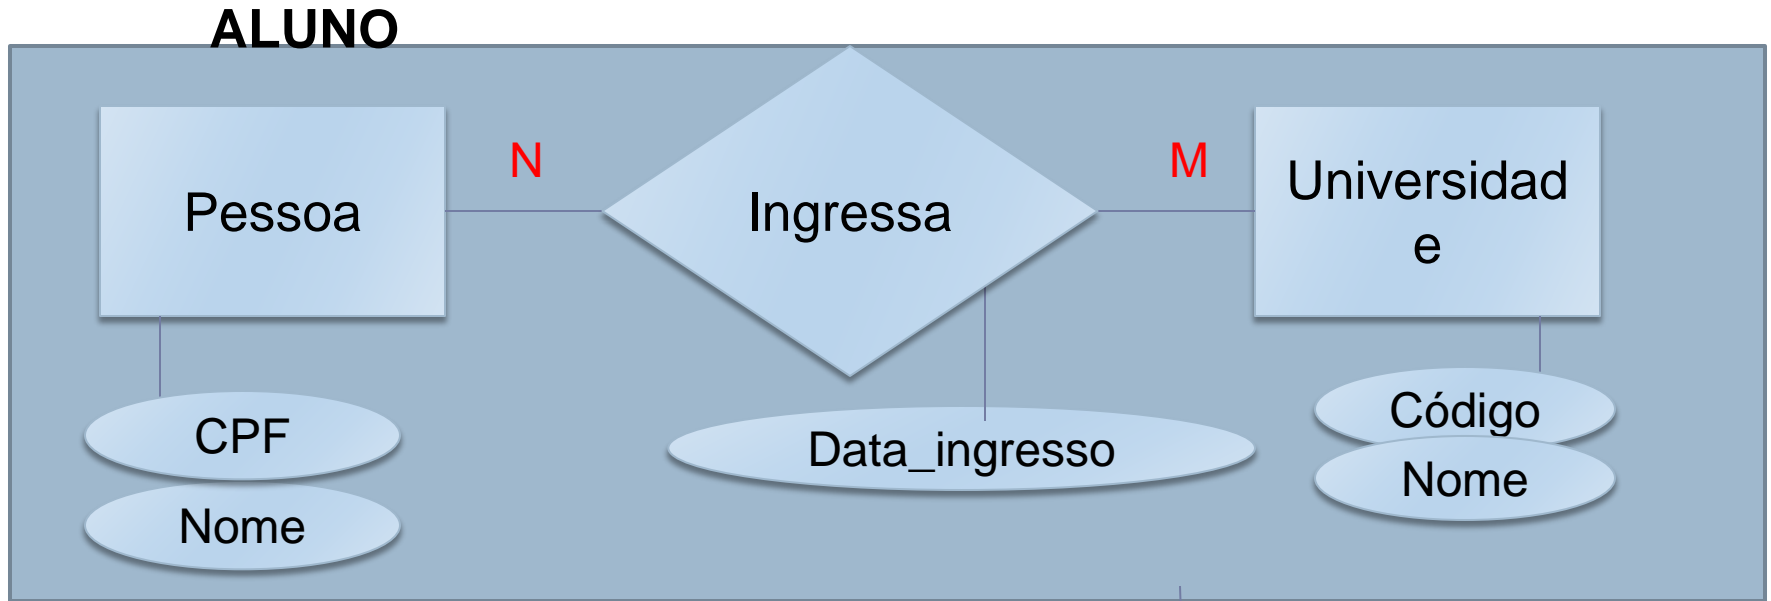 ALUNO
Pessoa
N
Ingressa
M
Universidad
e
CPF
Nome
Data_ingresso
Código
Nome